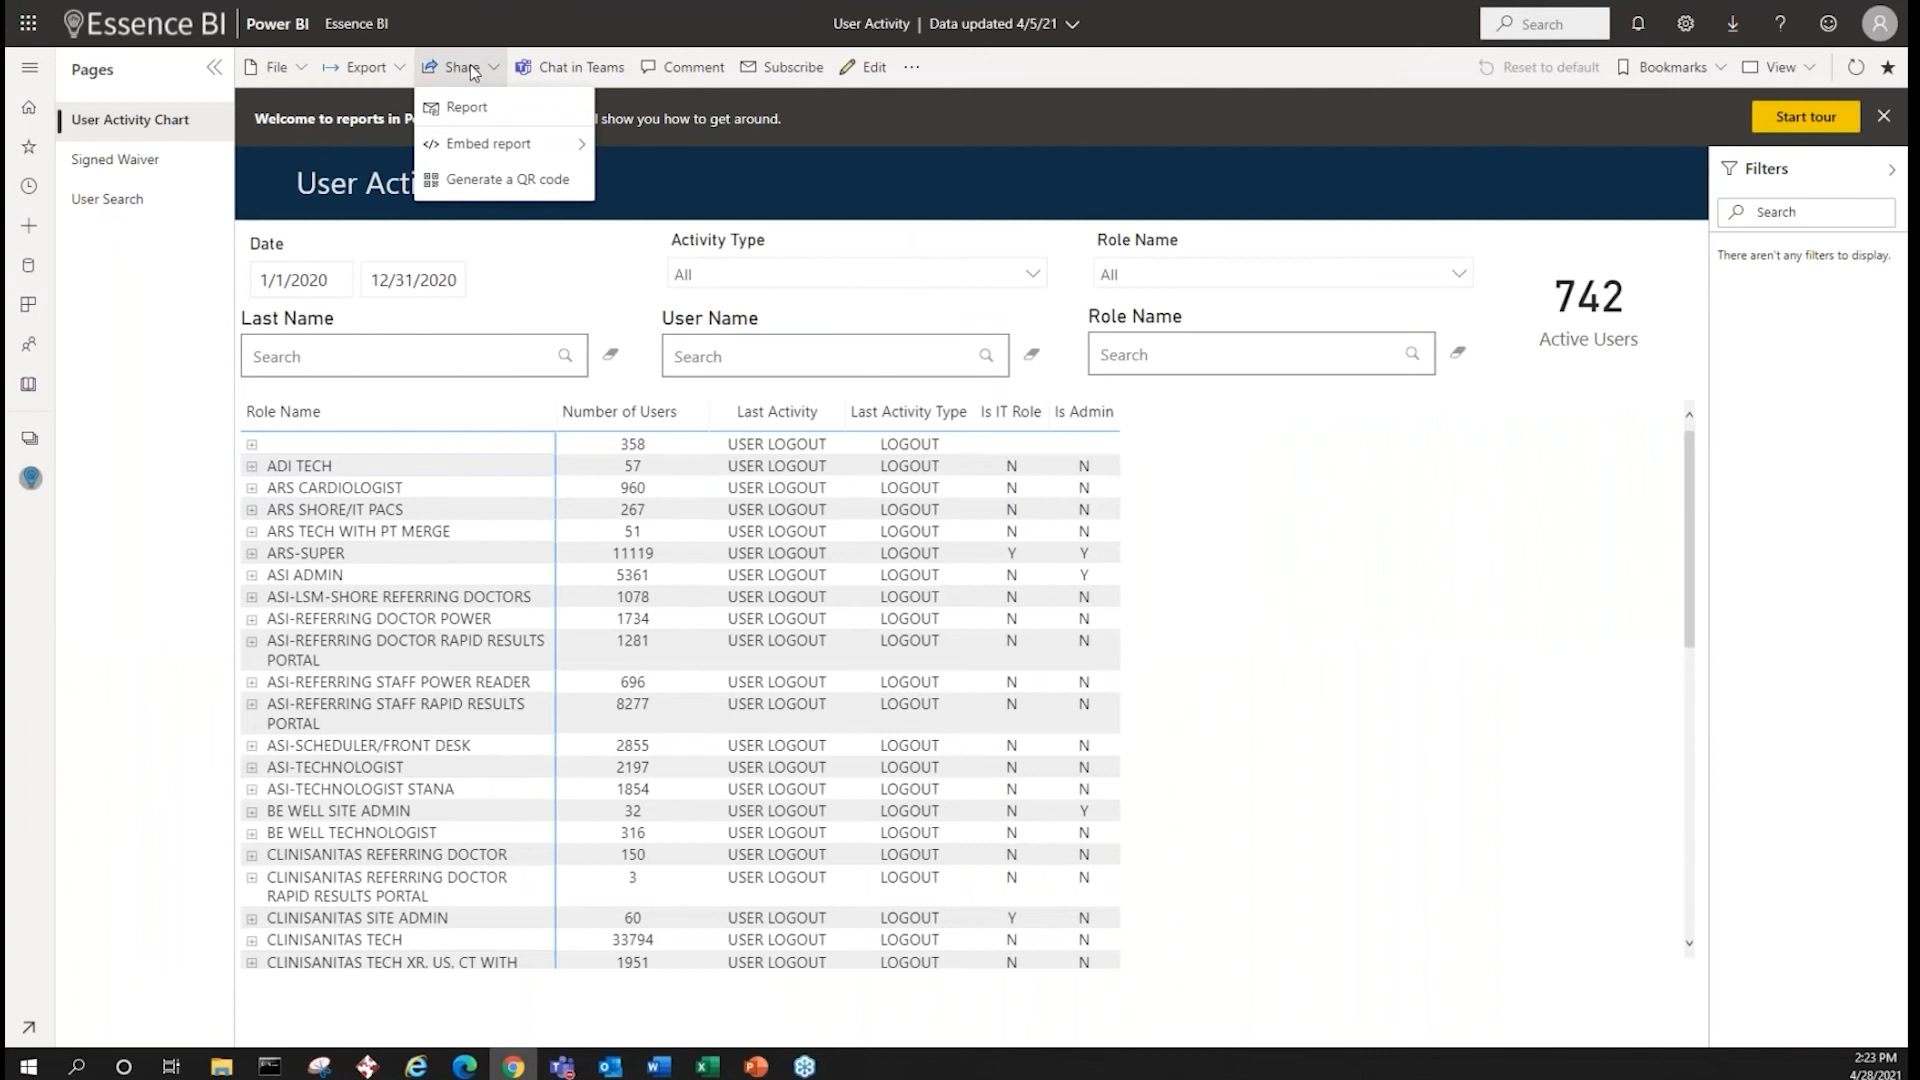 Essence BI
Power BI
Essence BI
User Activity | Data updated 4/5/21
Search
Pages
File
Export
Share
Chat in Teams
Comment
Subscribe
Edit
Reset to default
Bookmarks
View
User Activity Chart
Signed Waiver
User Search
Report
Embed report
Generate a QR code
Welcome to reports in P
show you how to get around.
Start tour
User Acti
Filters
Search
There aren't any filters to display.
Date
1/1/2020
12/31/2020
Activity Type
All
Role Name
All
742
Active Users
Last Name
Search
User Name
Search
Role Name
Search
Role Name Number of Users Last Activity Last Activity Type Is IT Role Is Admin
358 USER LOGOUT LOGOUT
ADI TECH 57 USER LOGOUT LOGOUT N N
ARS CARDIOLOGIST 960 USER LOGOUT LOGOUT N N
ARS SHORE/IT PACS 267 USER LOGOUT LOGOUT N N
ARS TECH WITH PT MERGE 51 USER LOGOUT LOGOUT N N
ARS-SUPER 11119 USER LOGOUT LOGOUT Y Y
ASI ADMIN 5361 USER LOGOUT LOGOUT N Y
ASI-LSM-SHORE REFERRING DOCTORS 1078 USER LOGOUT LOGOUT N N
ASI-REFERRING DOCTOR POWER 1734 USER LOGOUT LOGOUT N N
ASI-REFERRING DOCTOR RAPID RESULTS 1281 USER LOGOUT LOGOUT N N
PORTAL
ASI-REFERRING STAFF POWER READER 696 USER LOGOUT LOGOUT N N
ASI-REFERRING STAFF RAPID RESULTS 8277 USER LOGOUT LOGOUT N N
PORTAL
ASI-SCHEDULER/FRONT DESK 2855 USER LOGOUT LOGOUT N N
ASI-TECHNOLOGIST 2197 USER LOGOUT LOGOUT N N
ASI-TECHNOLOGIST STANA 1854 USER LOGOUT LOGOUT N N
BE WELL SITE ADMIN 32 USER LOGOUT LOGOUT N Y
BE WELL TECHNOLOGIST 316 USER LOGOUT LOGOUT N N
CLINISANITAS REFERRING DOCTOR 150 USER LOGOUT LOGOUT N N
CLINISANITAS REFERRING DOCTOR 3 USER LOGOUT LOGOUT N N
RAPID RESULTS PORTAL
CLINISANITAS SITE ADMIN 60 USER LOGOUT LOGOUT Y N
CLINISANITAS TECH 33794 USER LOGOUT LOGOUT N N
CLINISANITAS TECH XR, US, CT WITH 1951 USER LOGOUT LOGOUT N N
2:23 PM
4/28/2021